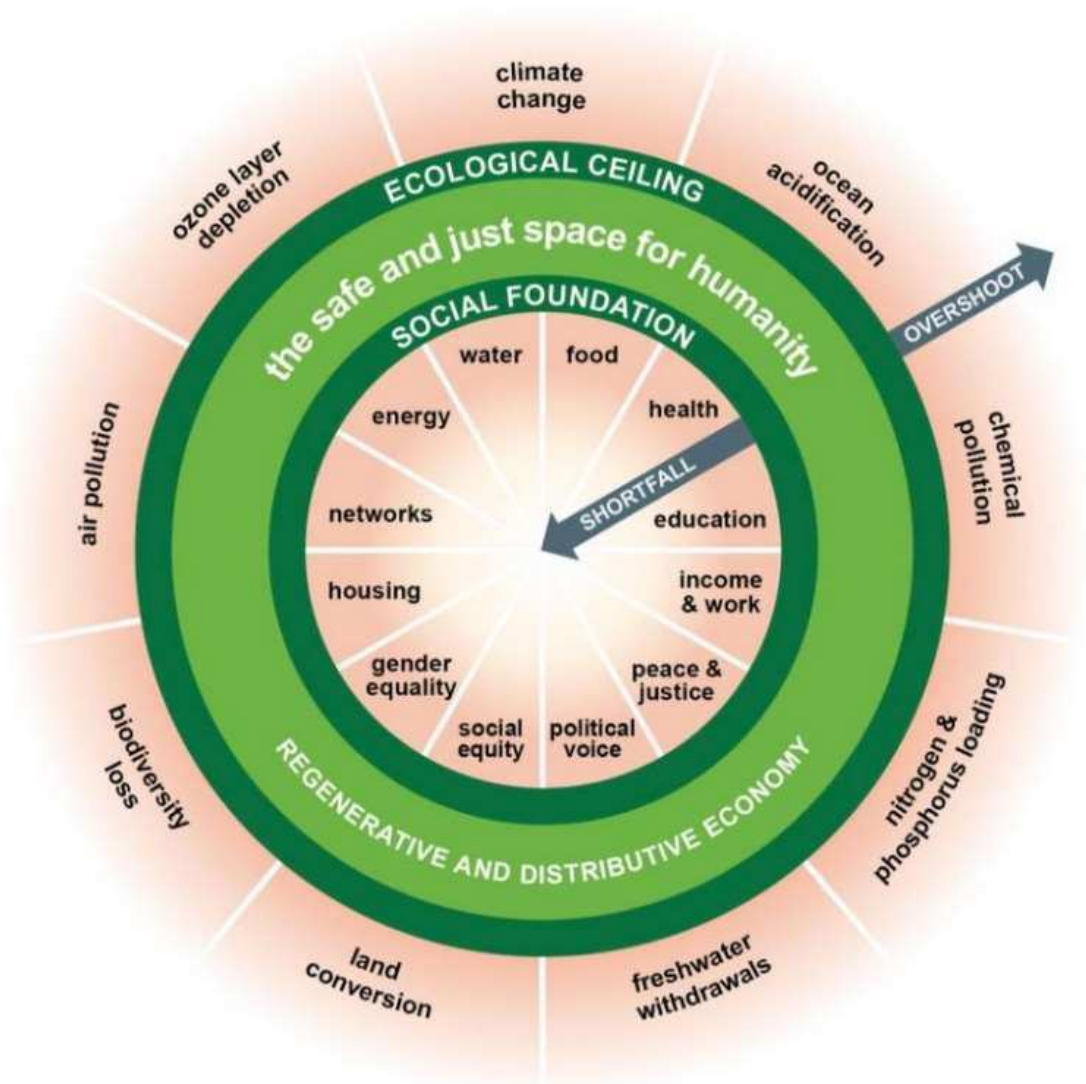 climate
change
ocean
acidification
chemical
pollution
nitrogen &
phosphorus loading
freshwater
withdrawals
land
conversion
biodiversity
loss
air pollution
ozone layer
depletion
OVERSHOOT
ECOLOGICAL CEILING
the safe and just space for humanity
SOCIAL FOUNDATION
water
food
health
SHORTFALL
education
income
& work
peace &
justice
political
voice
social
equity
gender
equality
housing
networks
energy
REGENERATIVE AND DISTRIBUTIVE ECONOMY